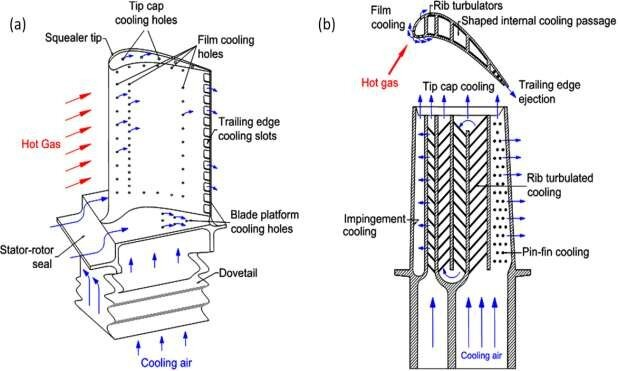 (a)
Tip cap
cooling holes
Squealer tip
Film cooling
holes
Hot Gas
Trailing edge
cooling slots
Blade platform
cooling holes
Stator-rotor
seal
Dovetail
Cooling air
(b)
Film
cooling
Rib turbulators
Shaped internal cooling passage
Hot gas
Tip cap cooling
Trailing edge
ejection
Rib turbulated
cooling
Impingement
cooling
Pin-fin cooling
Cooling air